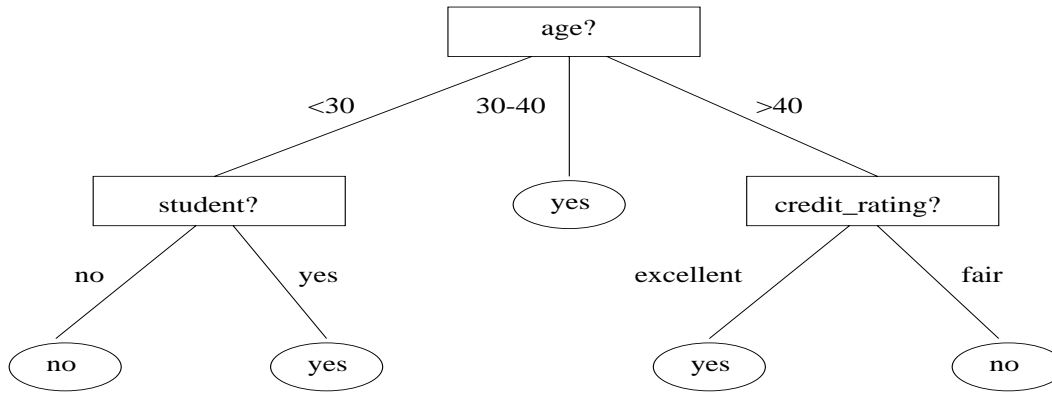 age?
<30
30-40
>40
student?
yes
credit_rating?
no
yes
excellent
fair
no
yes
yes
no